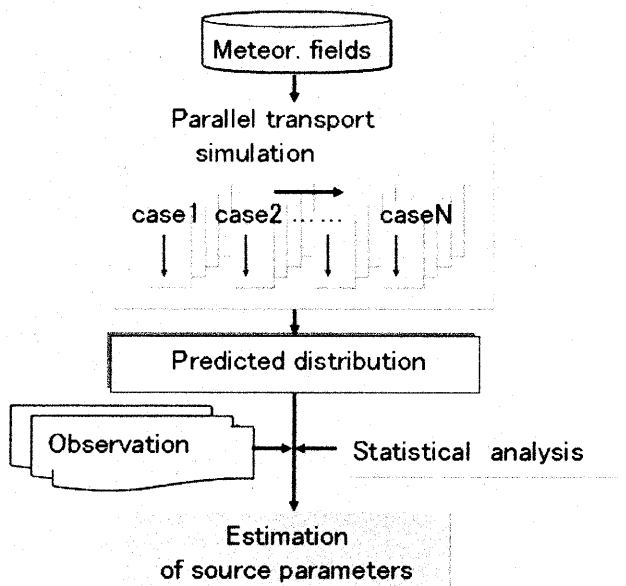 Meteor. fields
Parallel transport
simulation
case1 case2 ... ... caseN
Predicted distribution
Observation
Statistical analysis
Estimation
of source parameters